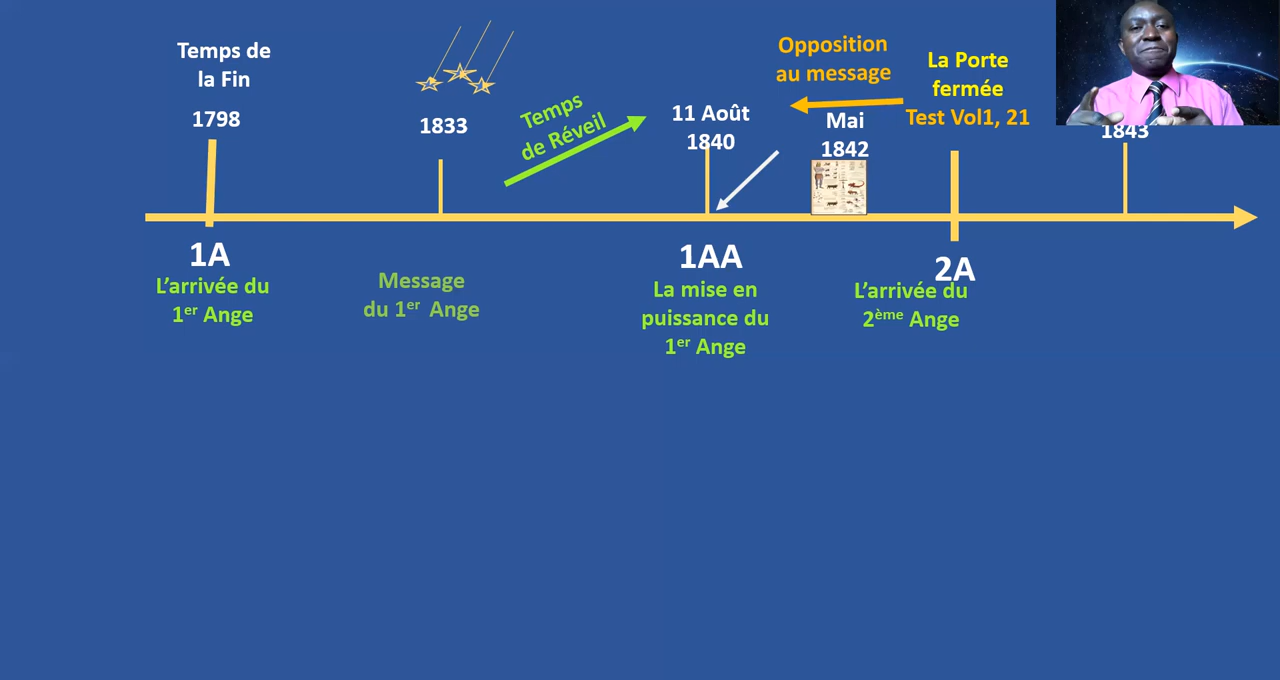 Temps de
la Fin
1798
1833
Temps
de Réveil
11 Août
1840
Opposition
au message
Mai
1842
La Porte
fermée
Test Vol1, 21
1843
1A
L’arrivée du
1er Ange
Message
du 1er Ange
1AA
La mise en
puissance du
1er Ange
2A
L’arrivée du
2ème Ange